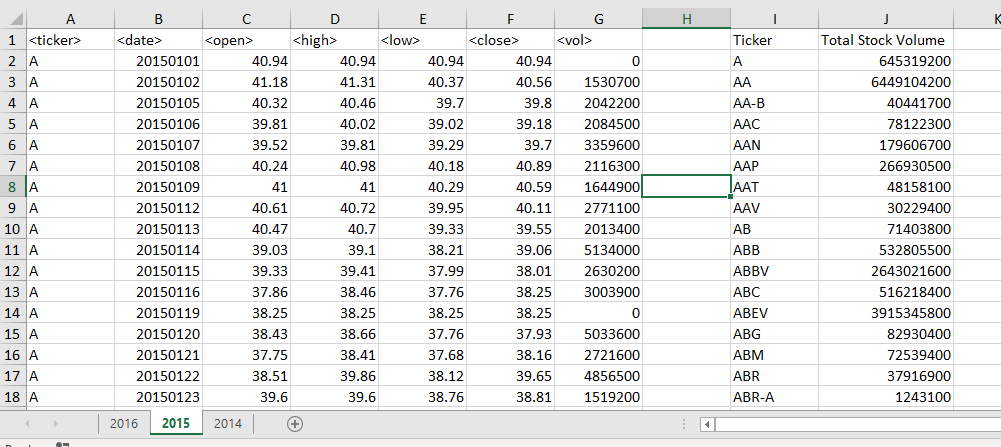 A B C D E F G H I J K
1 <ticker> <date> <open> <high> <low> <close> <vol> Ticker Total Stock Volume
2 A 20150101 40.94 40.94 40.94 40.94 0 A 645319200
3 A 20150102 41.18 41.31 40.37 40.56 1530700 AA 6449104200
4 A 20150105 40.32 40.46 39.7 39.8 2042200 AA-B 40441700
5 A 20150106 39.81 40.02 39.02 39.18 2084500 AAC 78122300
6 A 20150107 39.52 39.81 39.29 39.7 3359600 AAN 179606700
7 A 20150108 40.24 40.98 40.18 40.89 2116300 AAP 266930500
8 A 20150109 41 41 40.29 40.59 1644900 AAT 48158100
9 A 20150112 40.61 40.72 39.95 40.11 2771100 AAV 30229400
10 A 20150113 40.47 40.7 39.33 39.55 2013400 AB 71403800
11 A 20150114 39.03 39.1 38.21 39.06 5134000 ABB 532805500
12 A 20150115 39.33 39.41 37.99 38.01 2630200 ABBV 2643021600
13 A 20150116 37.86 38.46 37.76 38.25 3003900 ABC 516218400
14 A 20150119 38.25 38.25 38.25 38.25 0 ABEV 3915345800
15 A 20150120 38.43 38.66 37.76 37.93 5033600 ABG 82930400
16 A 20150121 37.75 38.41 37.68 38.16 2721600 ABM 72539400
17 A 20150122 38.51 39.86 38.12 39.65 4856500 ABR 37916900
18 A 20150123 39.6 39.6 38.76 38.81 1519200 ABR-A 1243100
2016 2015 2014